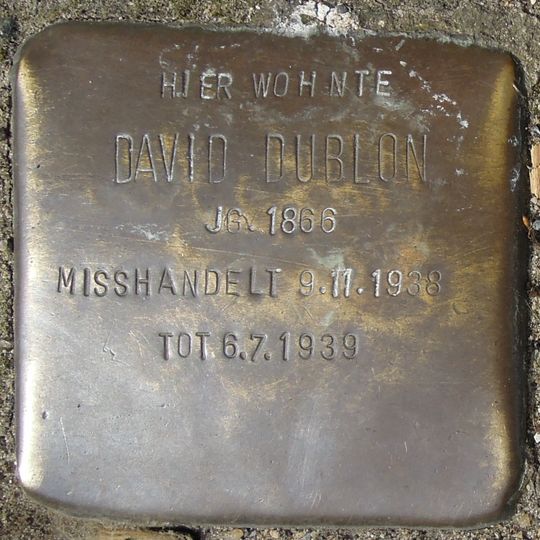 HIER WOHNTE
DAVID DUBLON
JG. 1866
MISSHANDELT 9.11.1938
TOT 6.7.1939